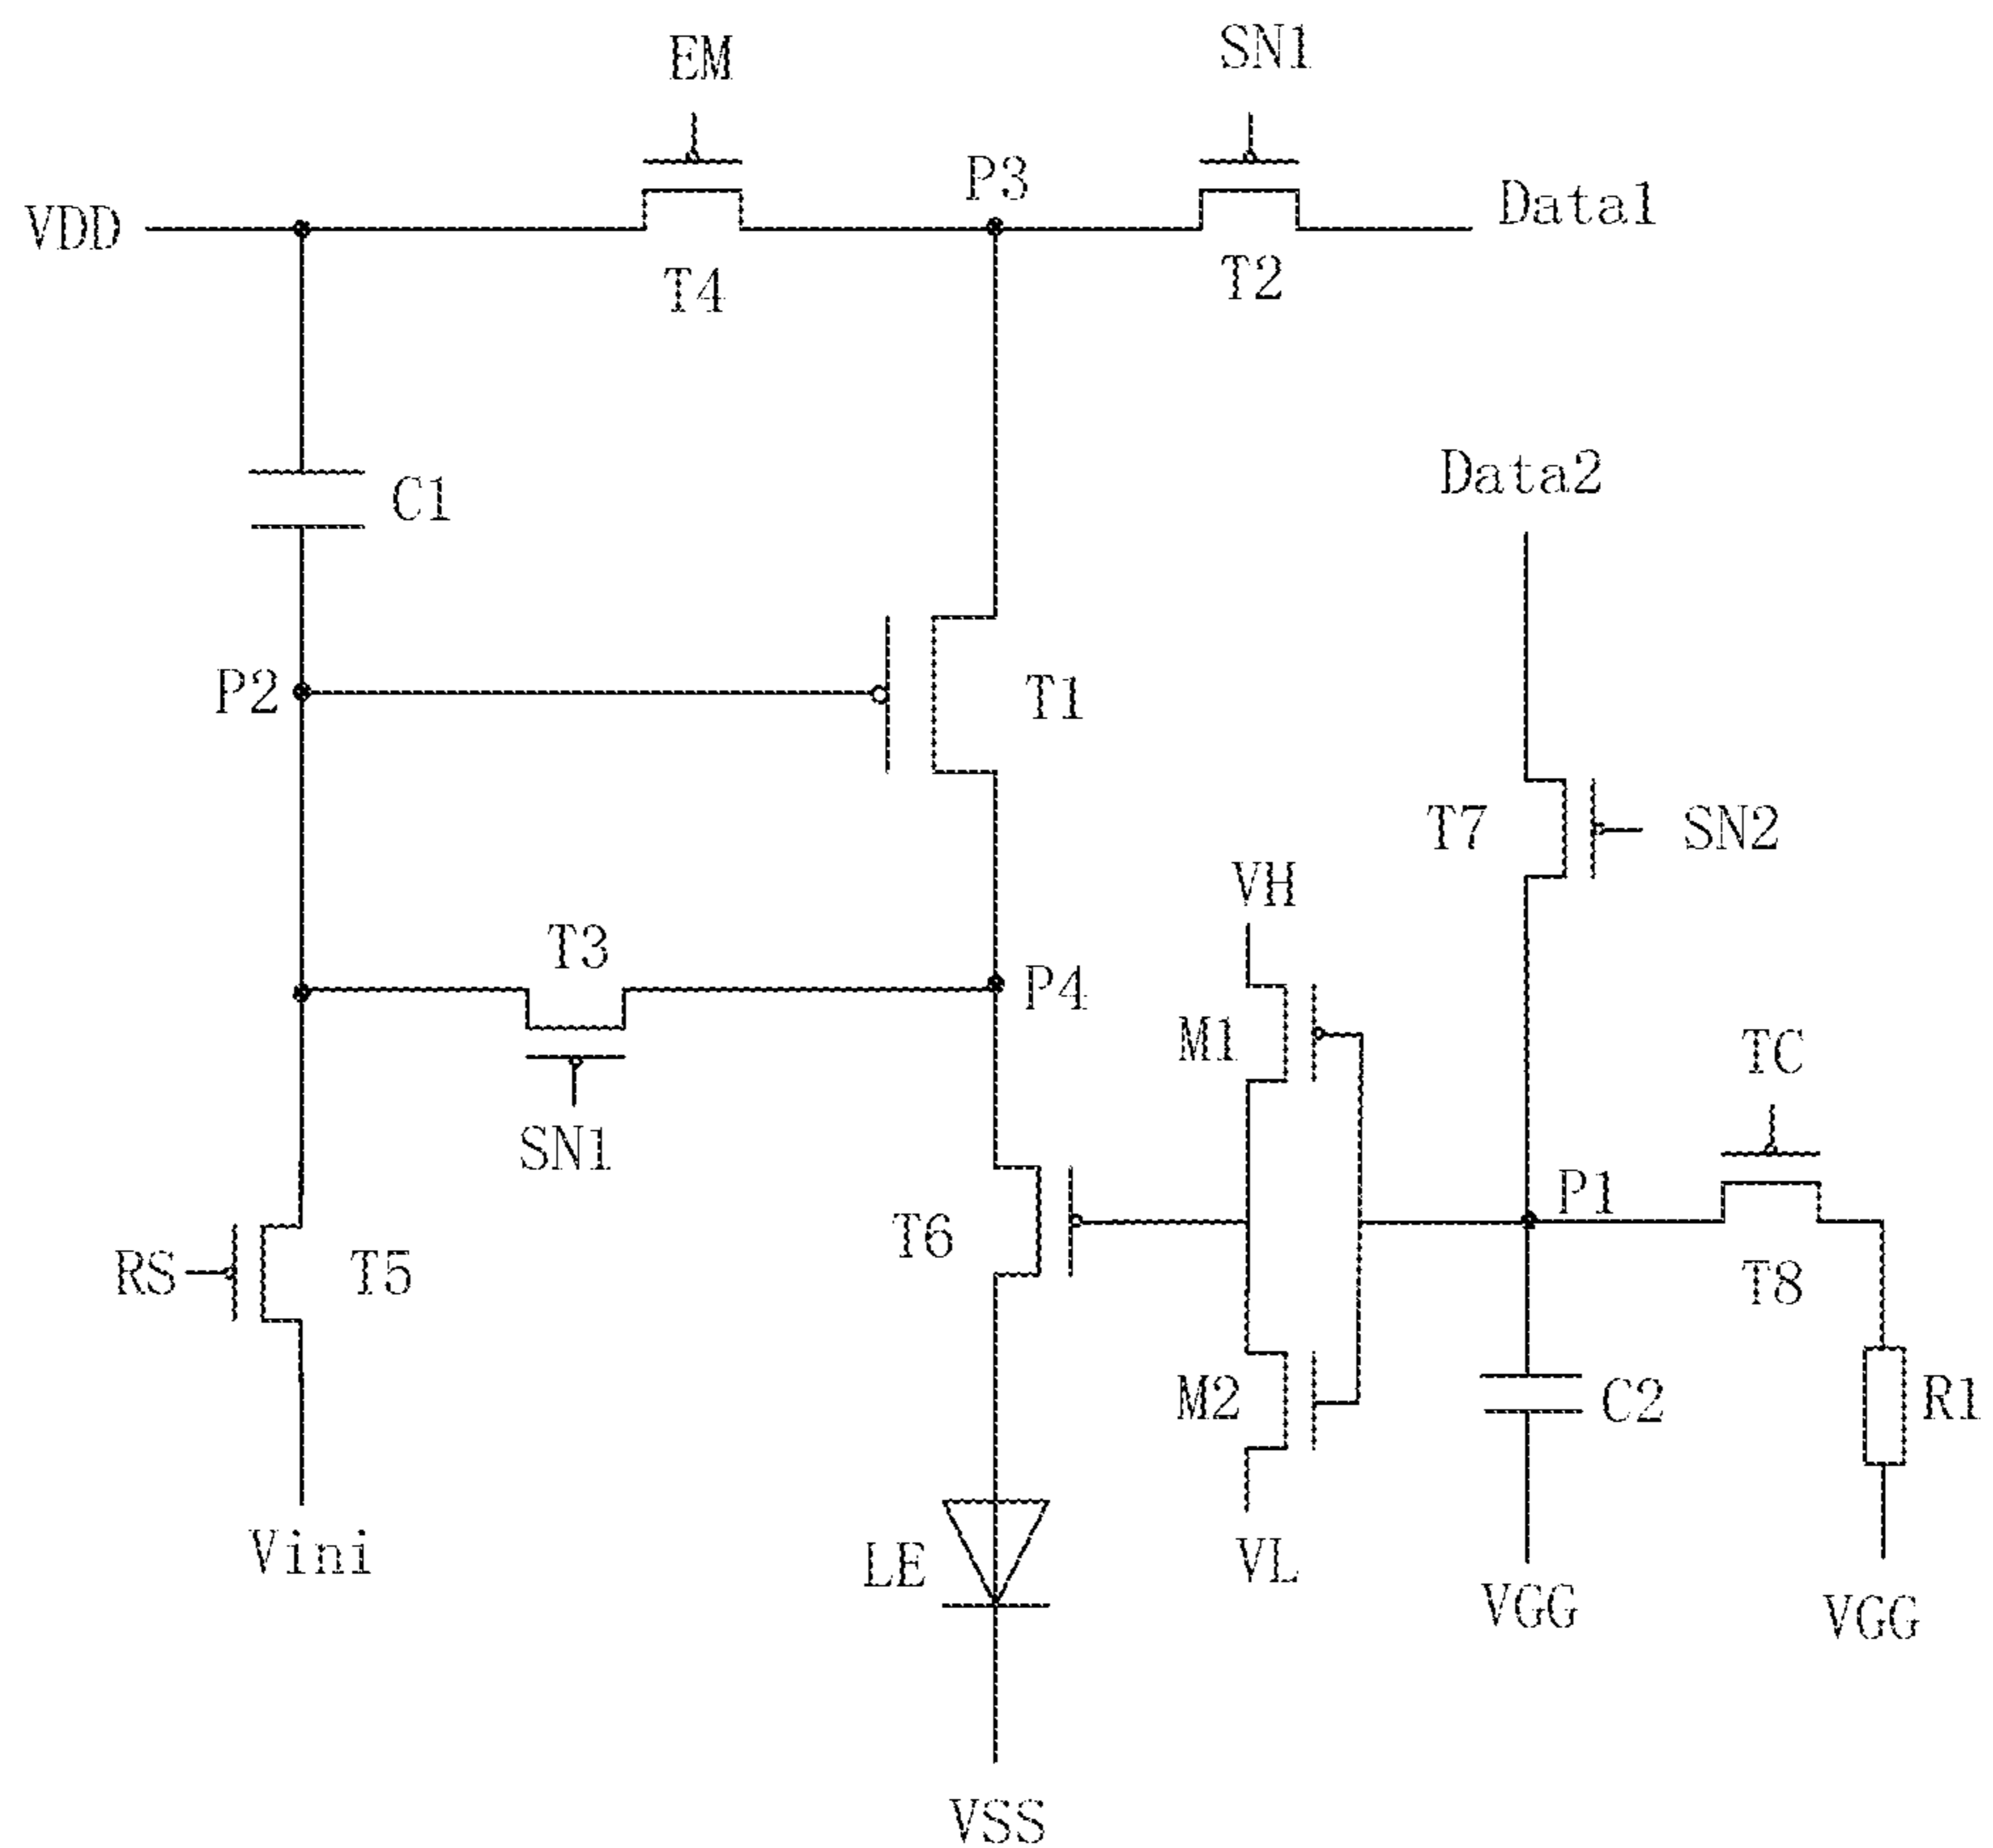 EM
SN1
P3
VDD
Data1
T4
T2
C1
Data2
P2
T1
T7
SN2
VH
T3
P4
M1
TC
SN1
P1
T6
RS
T5
T8
M2
C2
R1
Vini
LE
VL
VGG
VGG
VSS